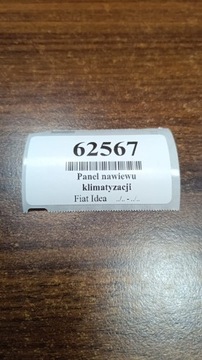 62567
Panel nawiewu
klimatyzacji
Fiat Idea ./.. - ./..